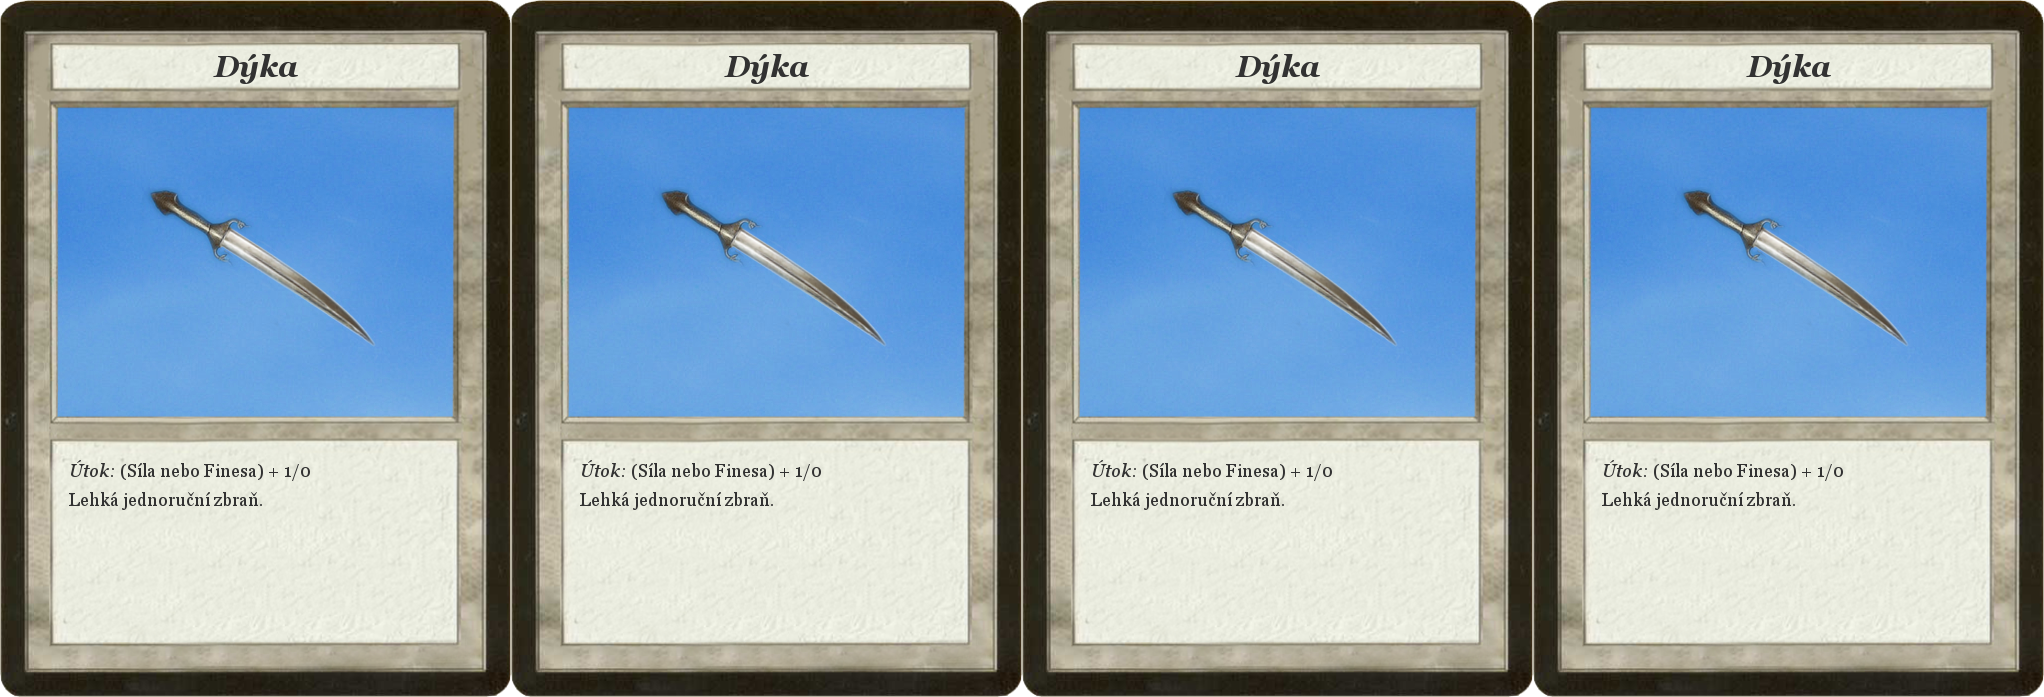 Dýka
Útok: (Síla nebo Finesa) + 1/0
Lehká jednoruční zbraň.
Dýka
Útok: (Síla nebo Finesa) + 1/0
Lehká jednoruční zbraň.
Dýka
Útok: (Síla nebo Finesa) + 1/0
Lehká jednoruční zbraň.
Dýka
Útok: (Síla nebo Finesa) + 1/0
Lehká jednoruční zbraň.